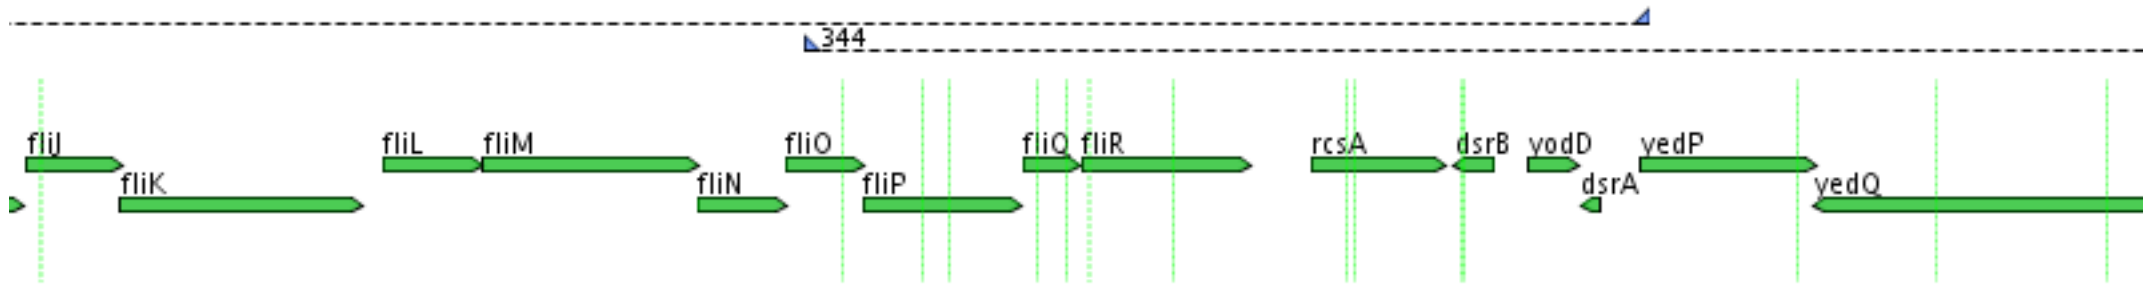 344
fliJ fliL fliM fliO fliQ fliR rcsA dsrB yodD yedP
fliK fliN fliP dsrA yedQ